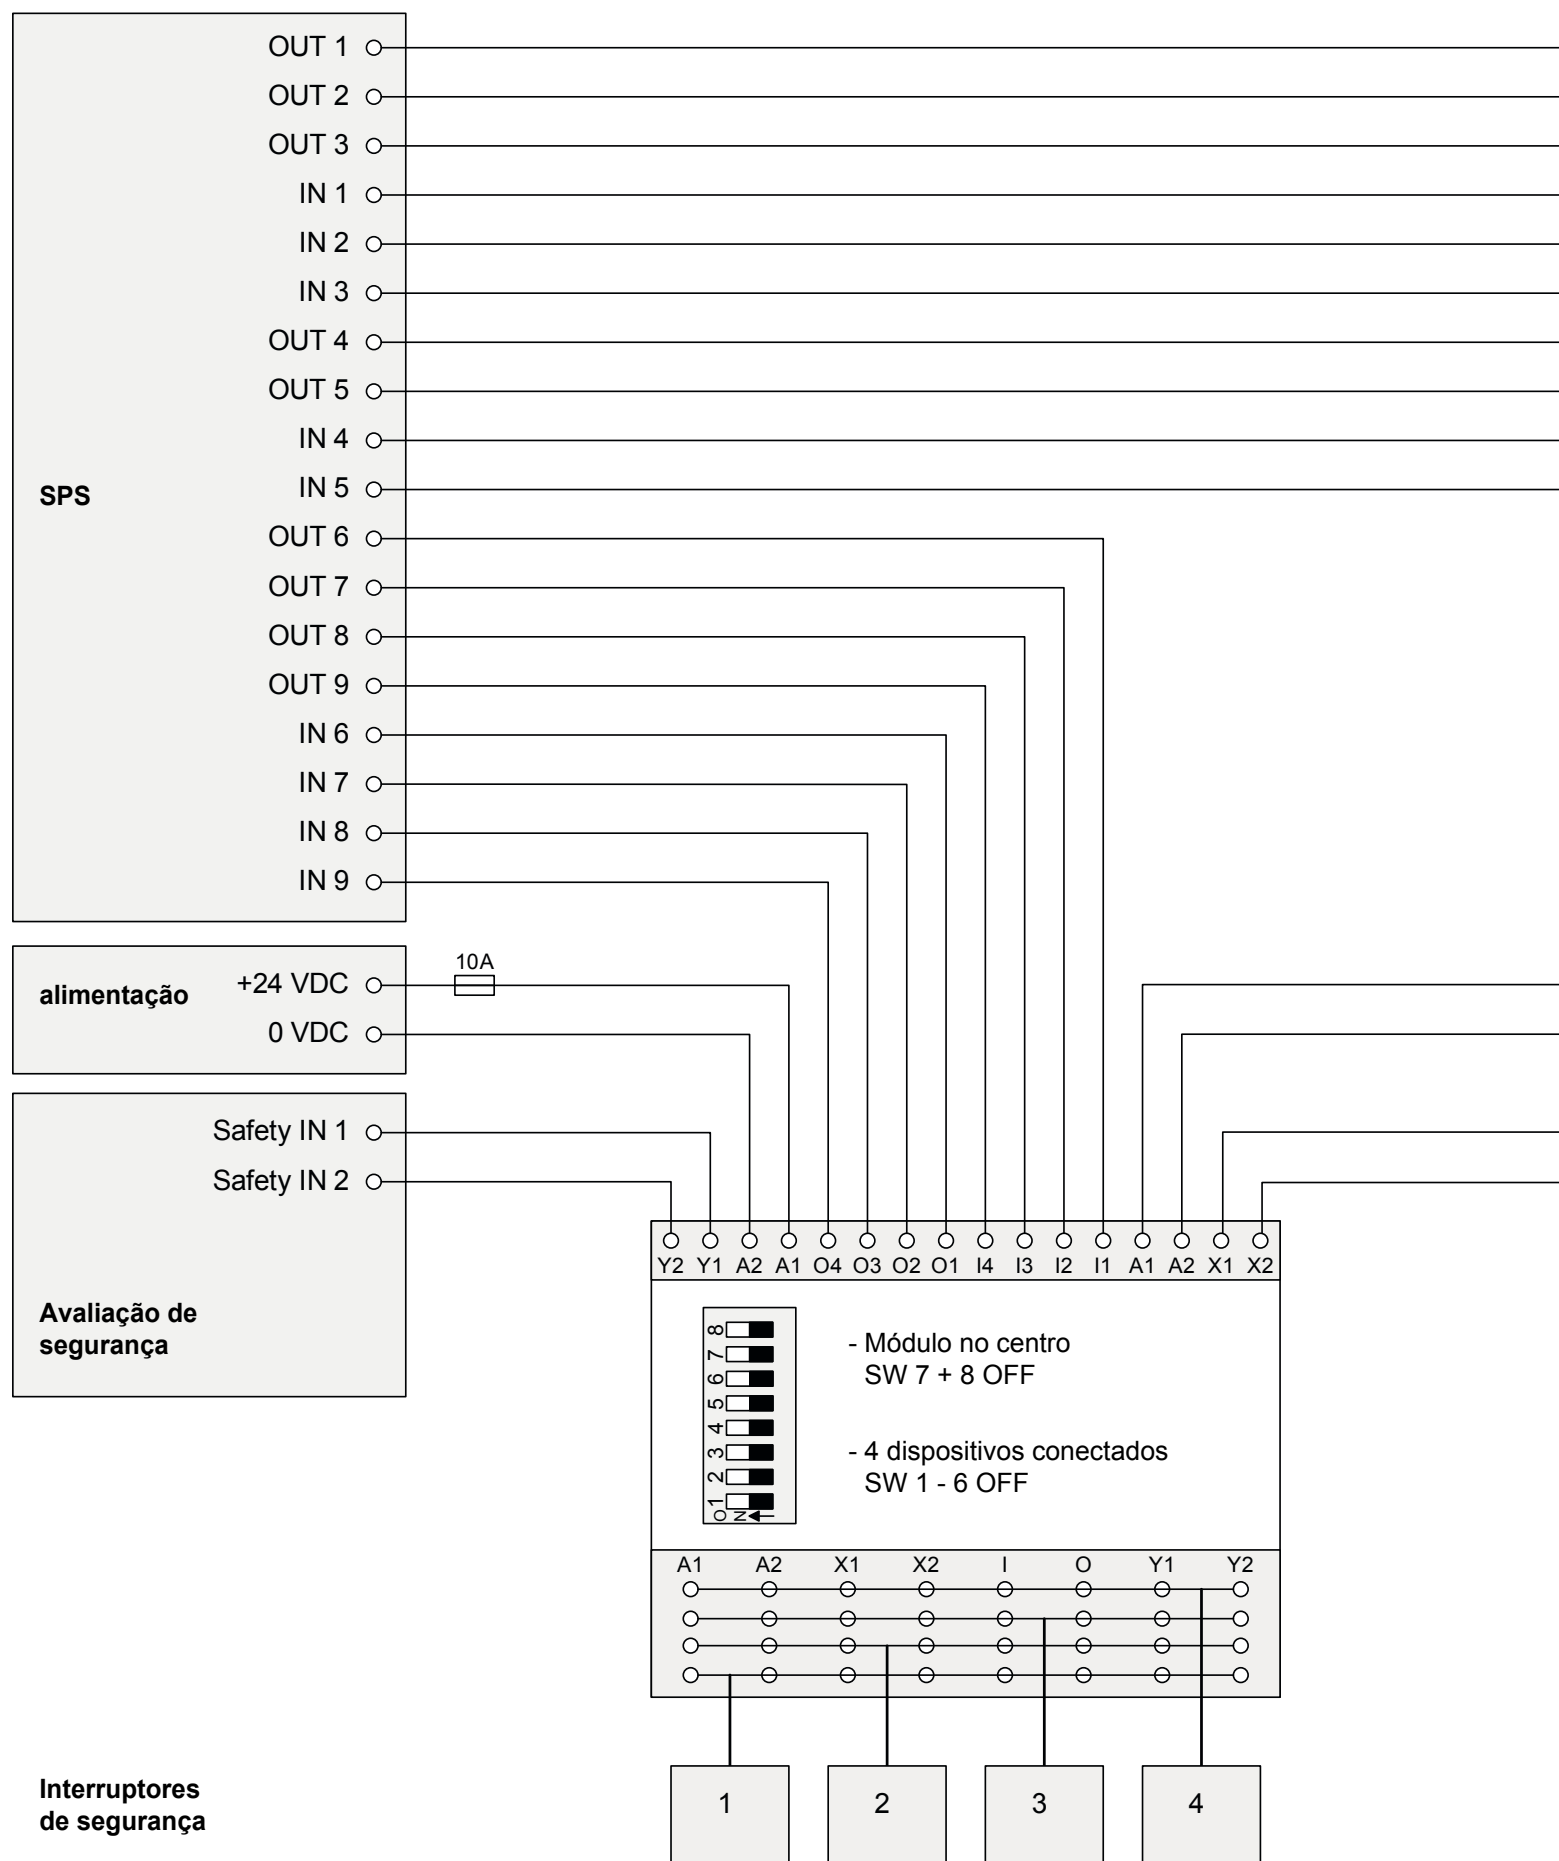 OUT 1
OUT 2
OUT 3
IN 1
IN 2
IN 3
OUT 4
OUT 5
IN 4
SPS
IN 5
OUT 6
OUT 7
OUT 8
OUT 9
IN 6
IN 7
IN 8
IN 9
10A
alimentação
+24 VDC
0 VDC
Safety IN 1
Safety IN 2
Avaliação de
segurança
Y2 Y1 A2 A1 O4 O3 O2 O1 I4 I3 I2 I1 A1 A2 X1 X2
8
7
6
5
4
3
2
1
ON
- Módulo no centro
SW 7 + 8 OFF
- 4 dispositivos conectados
SW 1 - 6 OFF
A1 A2 X1 X2 I O Y1 Y2
Interruptores
de segurança
1 2 3 4